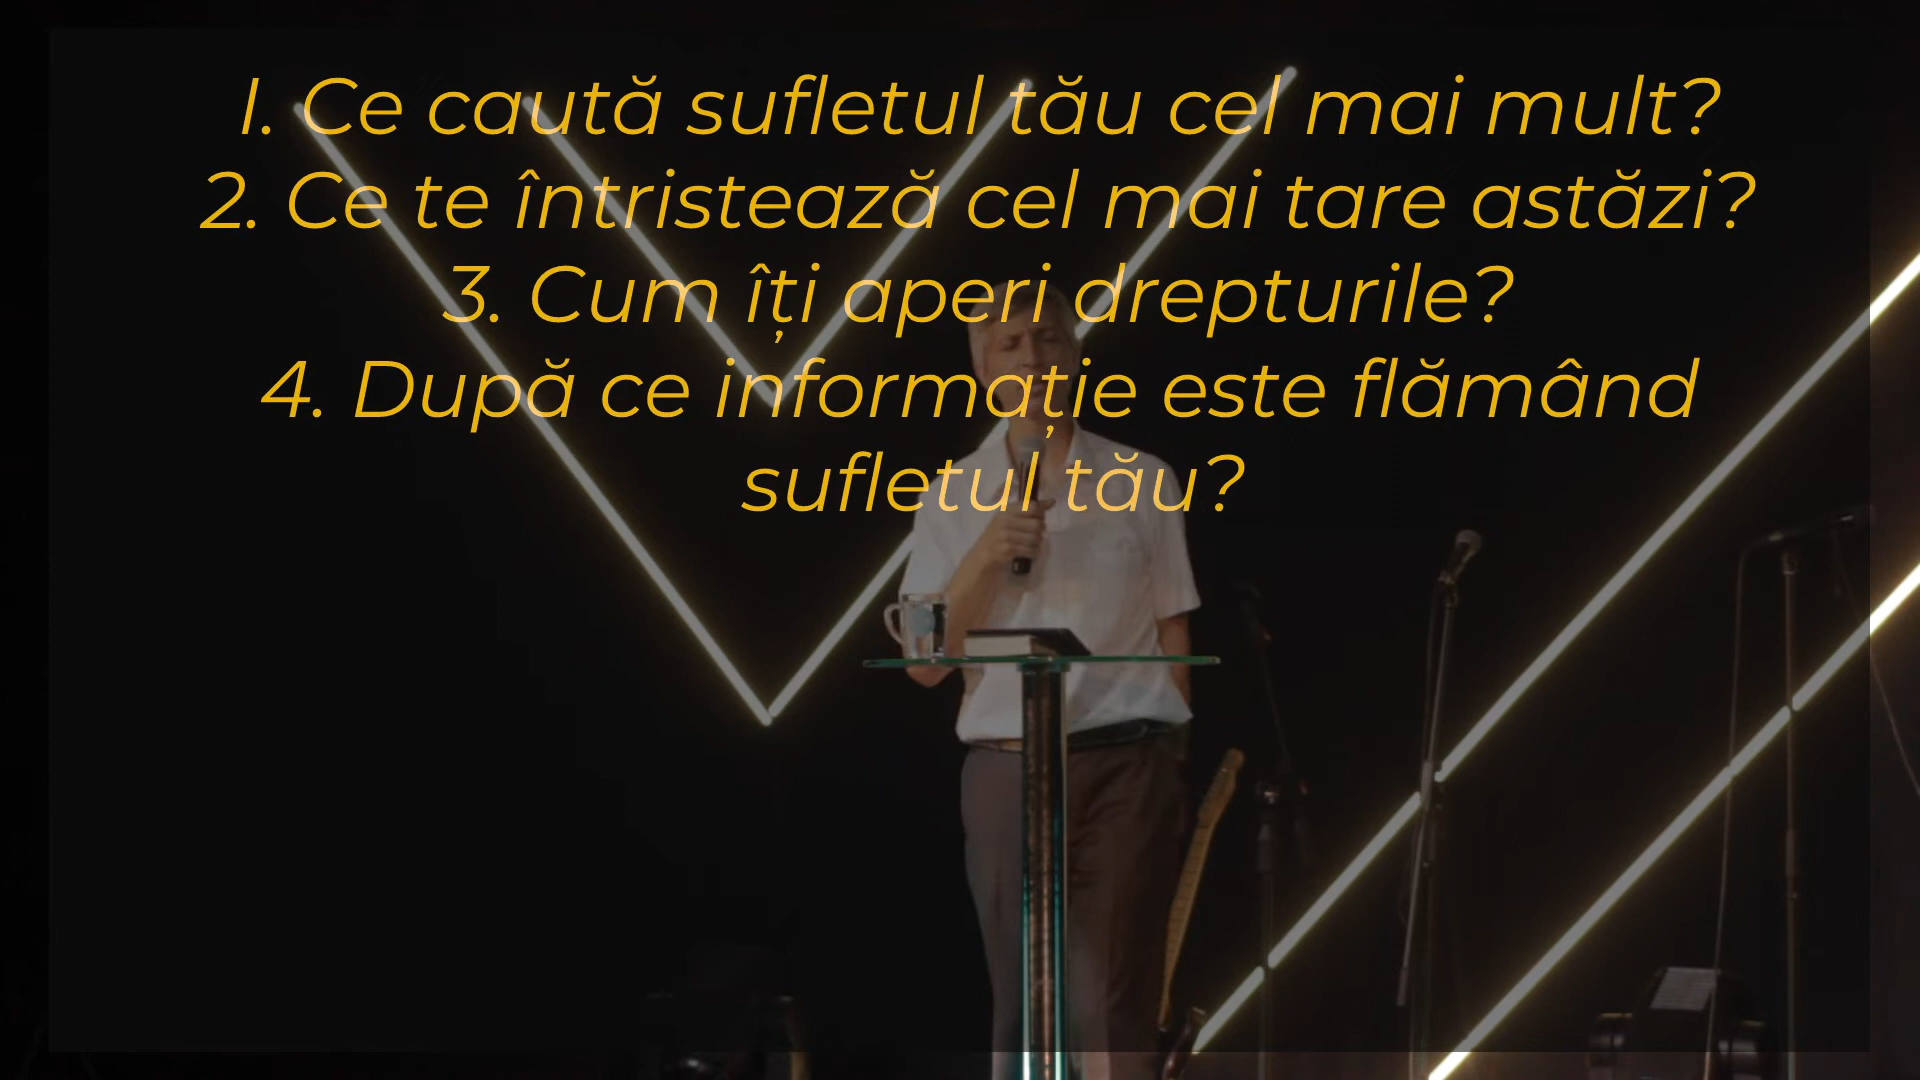 1. Ce caută sufletul tău cel mai mult?
2. Ce te întristează cel mai tare astăzi?
3. Cum îți aperi drepturile?
4. După ce informație este flămând
sufletul tău?